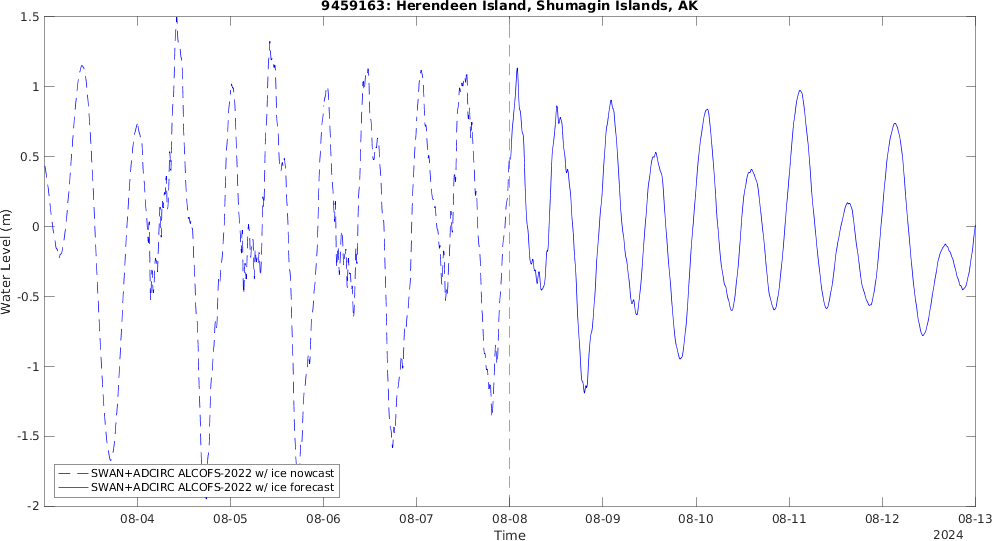 9459163: Herendeen Island, Shumagin Islands, AK
Water Level (m)
1.5
1
0.5
0
-0.5
-1
-1.5
-2
SWAN+ADCIRC ALCOFS-2022 w/ ice nowcast
SWAN+ADCIRC ALCOFS-2022 w/ ice forecast
08-04 08-05 08-06 08-07 08-08 08-09 08-10 08-11 08-12 08-13
Time
2024